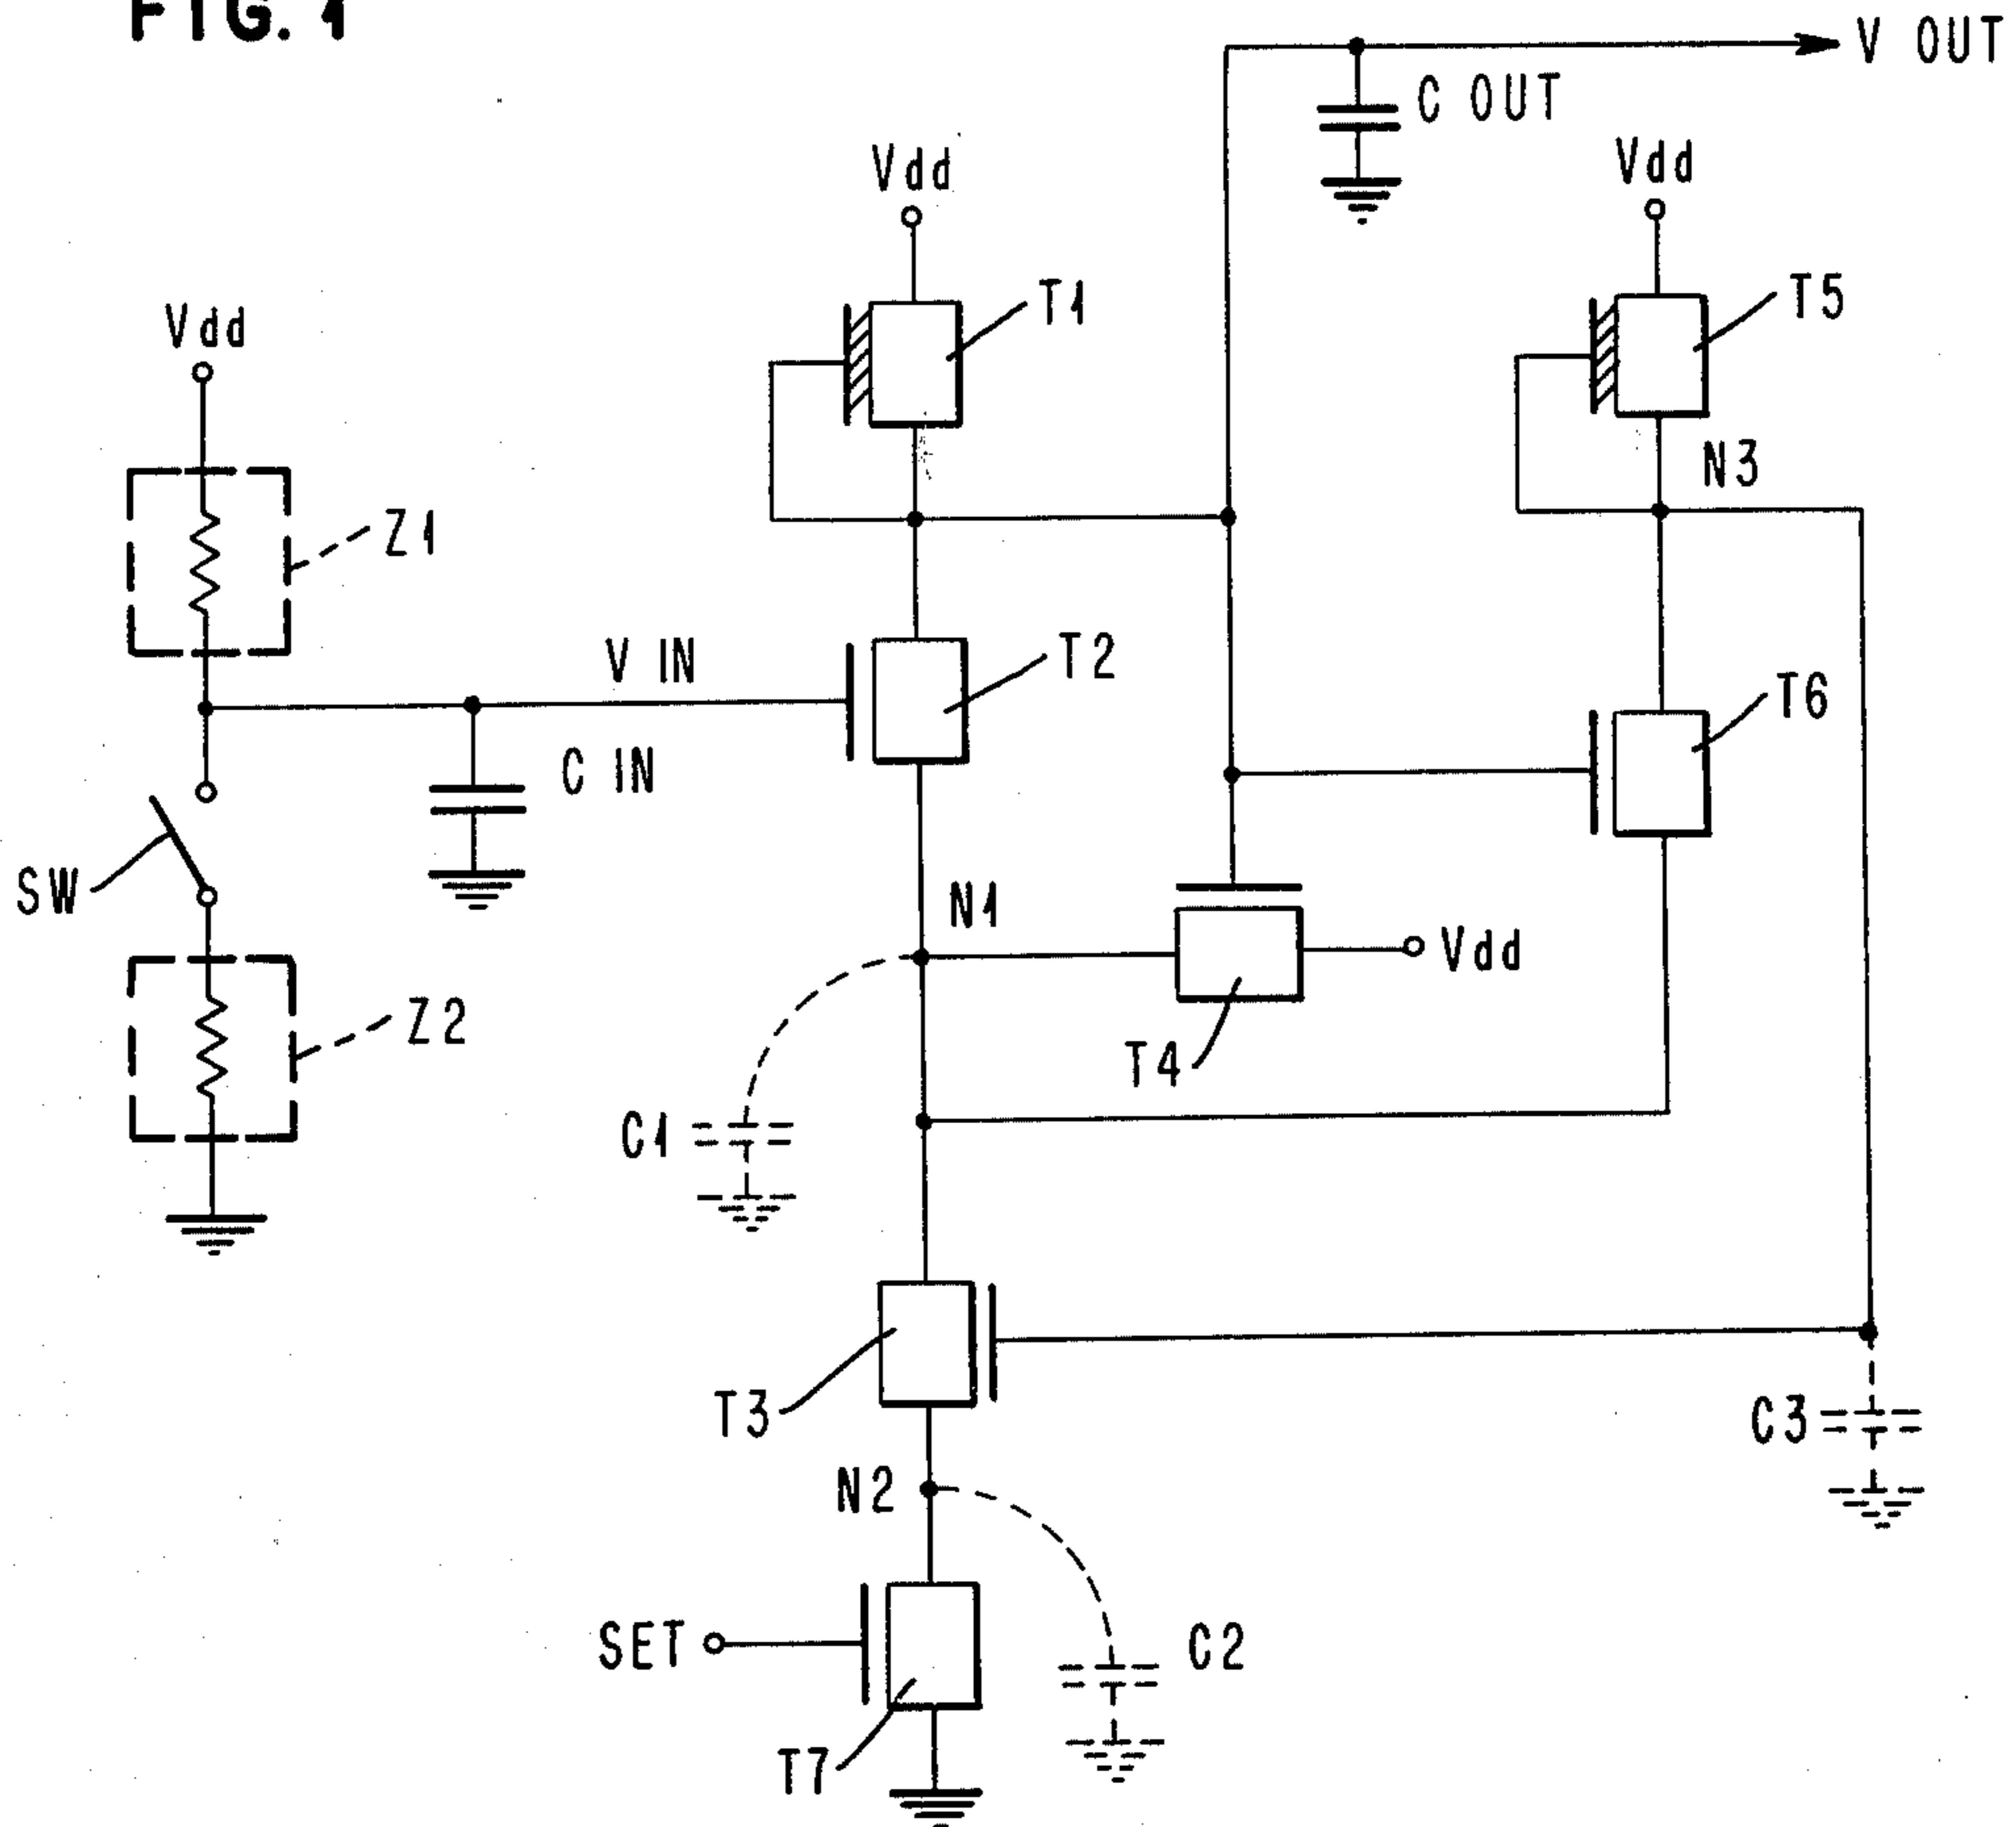 FIG. 1
V OUT
C OUT
Vdd
Vdd
T1
T5
Vdd
N3
Z1
V IN
T2
T6
C IN
SW
N1
Vdd
Z2
T4
C1
T3
C3
N2
SET
C2
T7